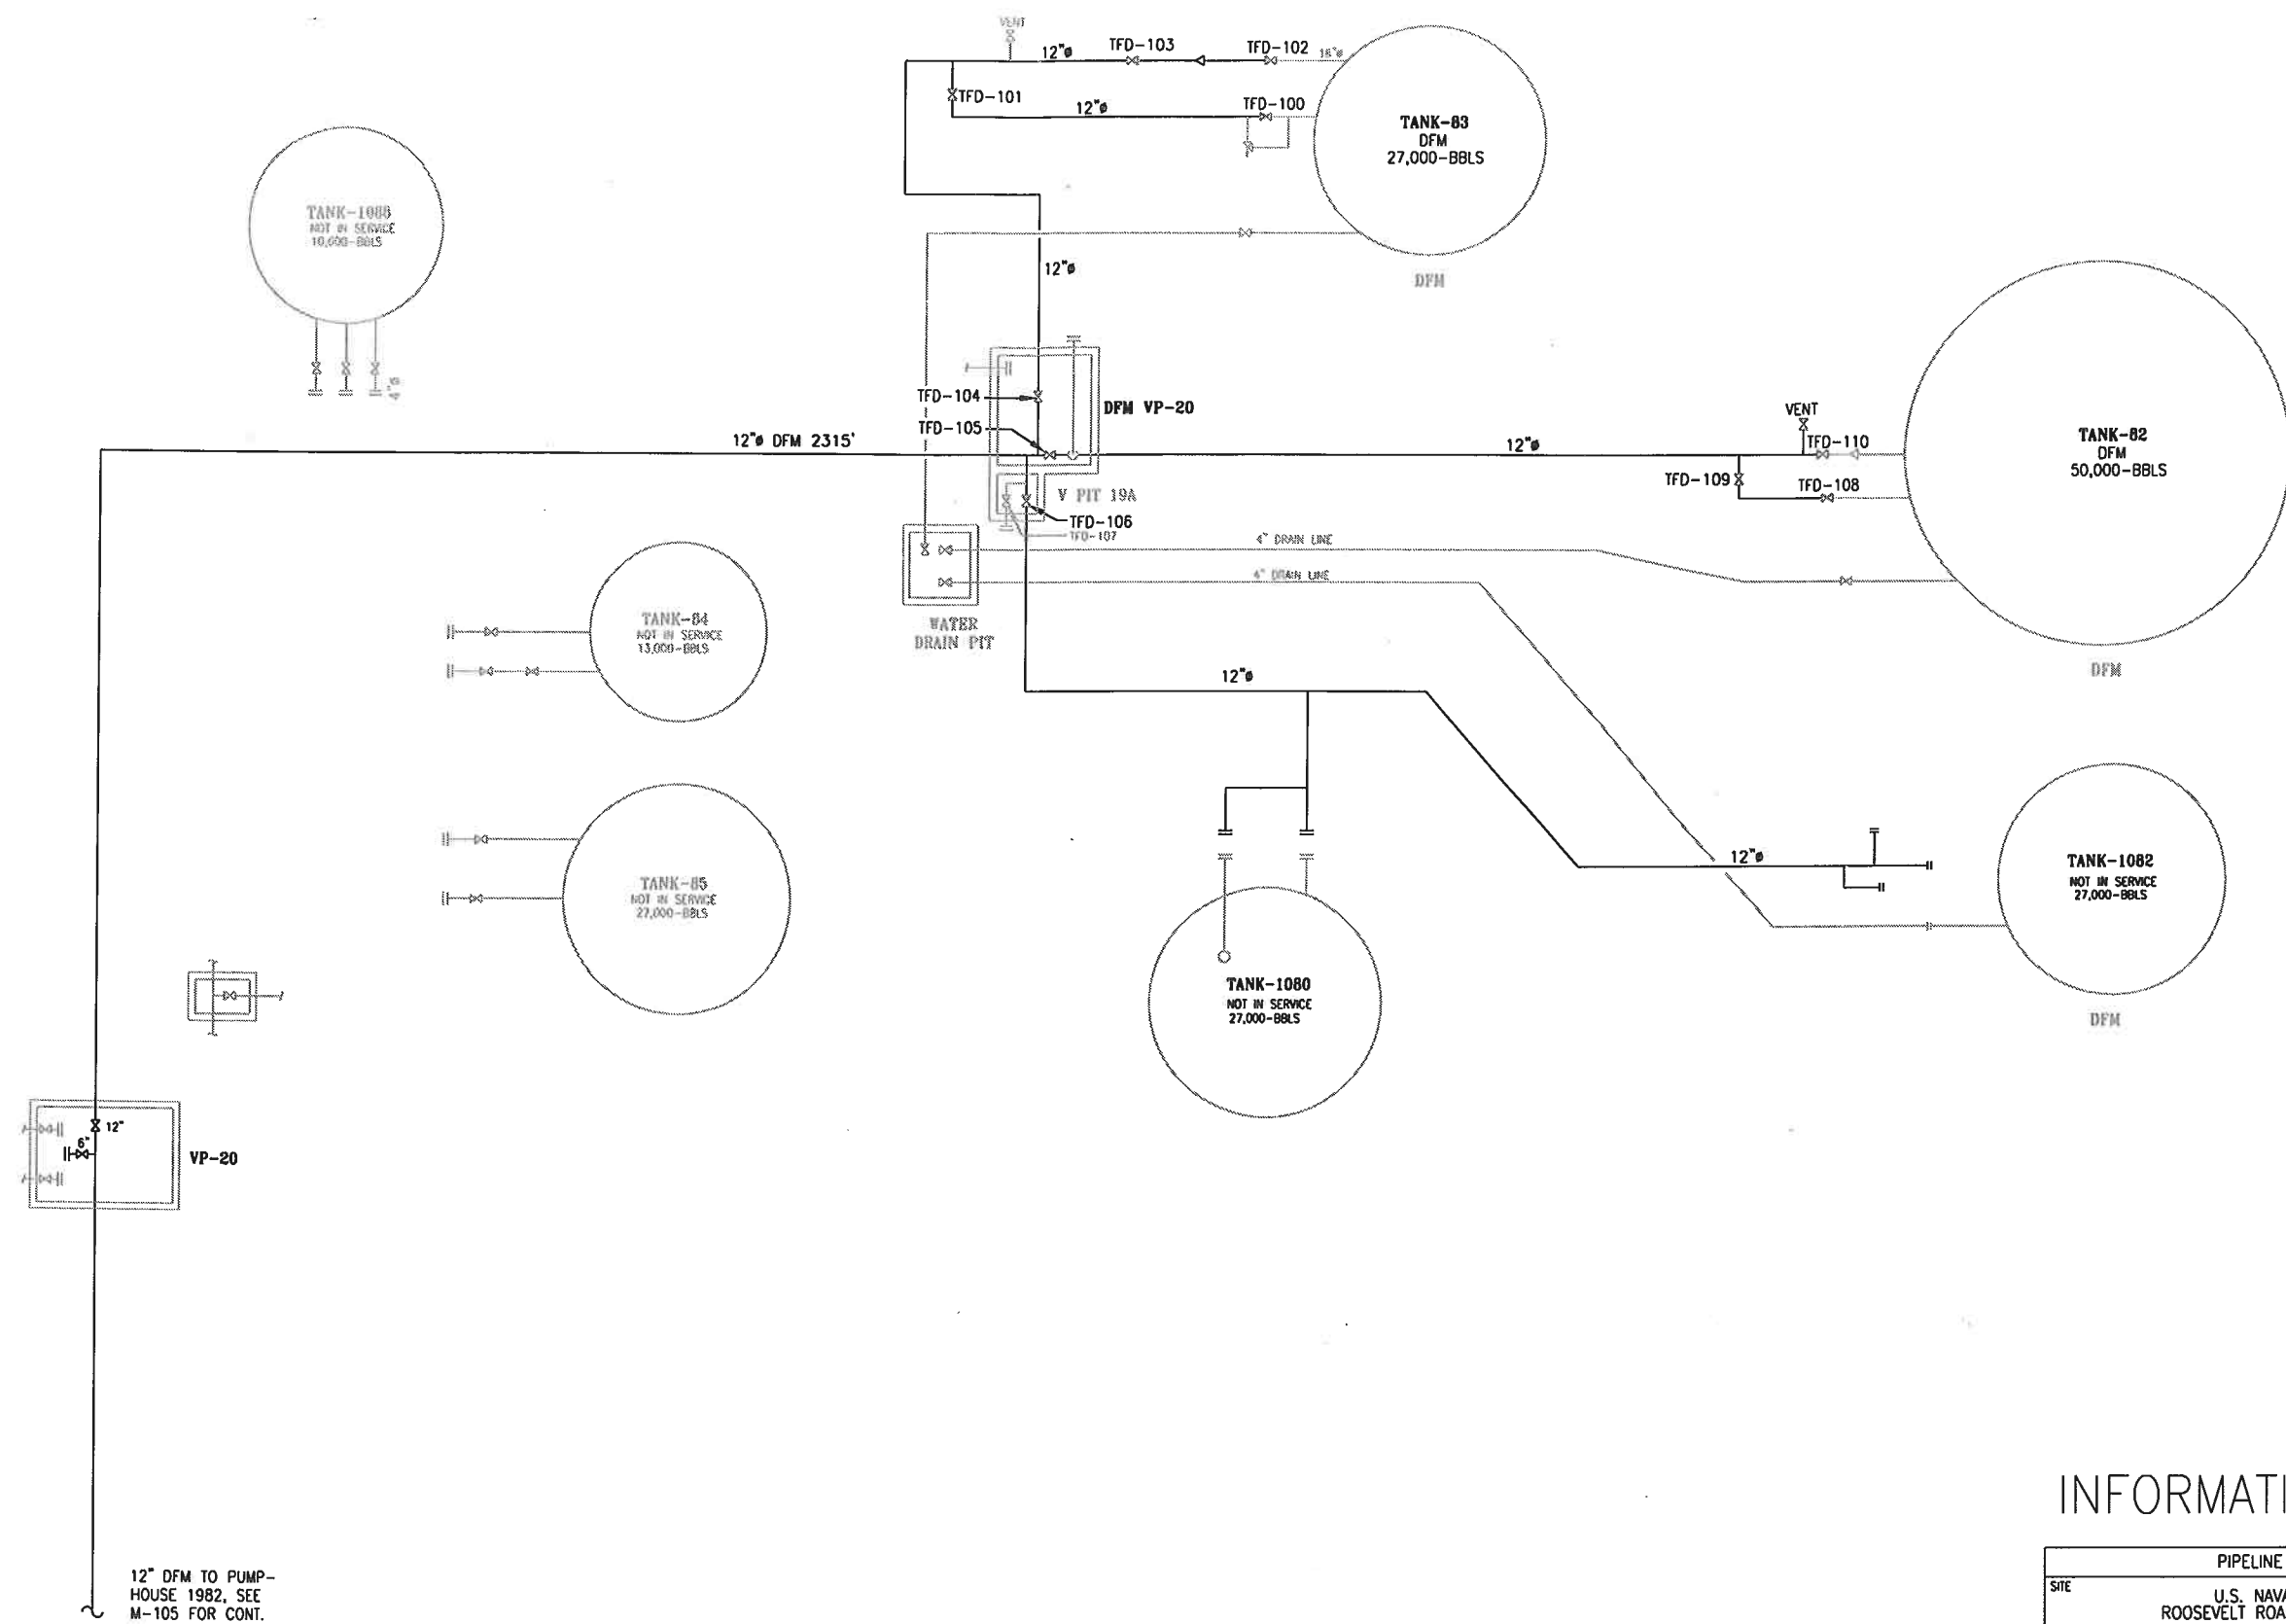 VENT
12"ø
TFD-103
TFD-102
18"ø
TFD-101
12"ø
TFD-100
TANK-83
DFM
27,000-BBLS
DFM
12"ø
NOT IN SERVICE
10,000-BBLS
TFD-104
TFD-105
DFM VP-20
12"ø DFM 2315'
12"ø
VENT
TFD-110
TFD-109
TFD-108
TANK-82
DFM
50,000-BBLS
DFM
V PIT 19A
TFD-106
TFD-107
4" DRAIN LINE
4" DRAIN LINE
WATER
DRAIN PIT
TANK-84
NOT IN SERVICE
13,000-BBLS
12"ø
TANK-85
NOT IN SERVICE
27,000-BBLS
12"ø
TANK-1082
NOT IN SERVICE
27,000-BBLS
DFM
TANK-1080
NOT IN SERVICE
27,000-BBLS
12"
6"
VP-20
12" DFM TO PUMP-
HOUSE 1982, SEE
M-105 FOR CONT.
INFORMATI
PIPELINE
SITE
U.S. NAVA
ROOSEVELT ROA